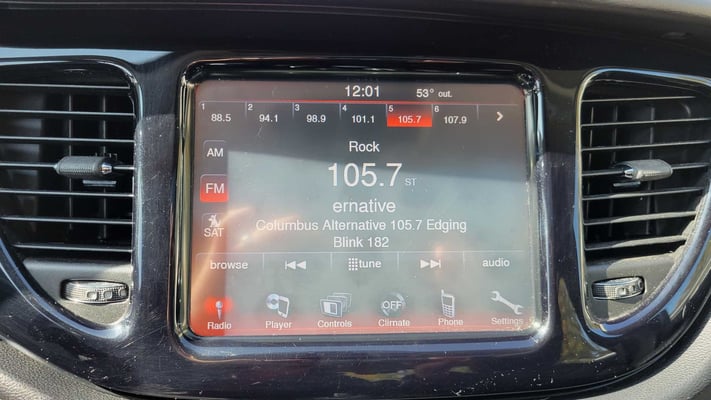 12:01 53° out.
1 2 3 4 5 6
88.5 94.1 98.9 101.1 105.7 107.9
AM
Rock
FM
105.7 ST
ernative
SAT
Columbus Alternative 105.7 Edging
Blink 182
browse tune audio
OFF
Radio Player Controls Climate Phone Settings